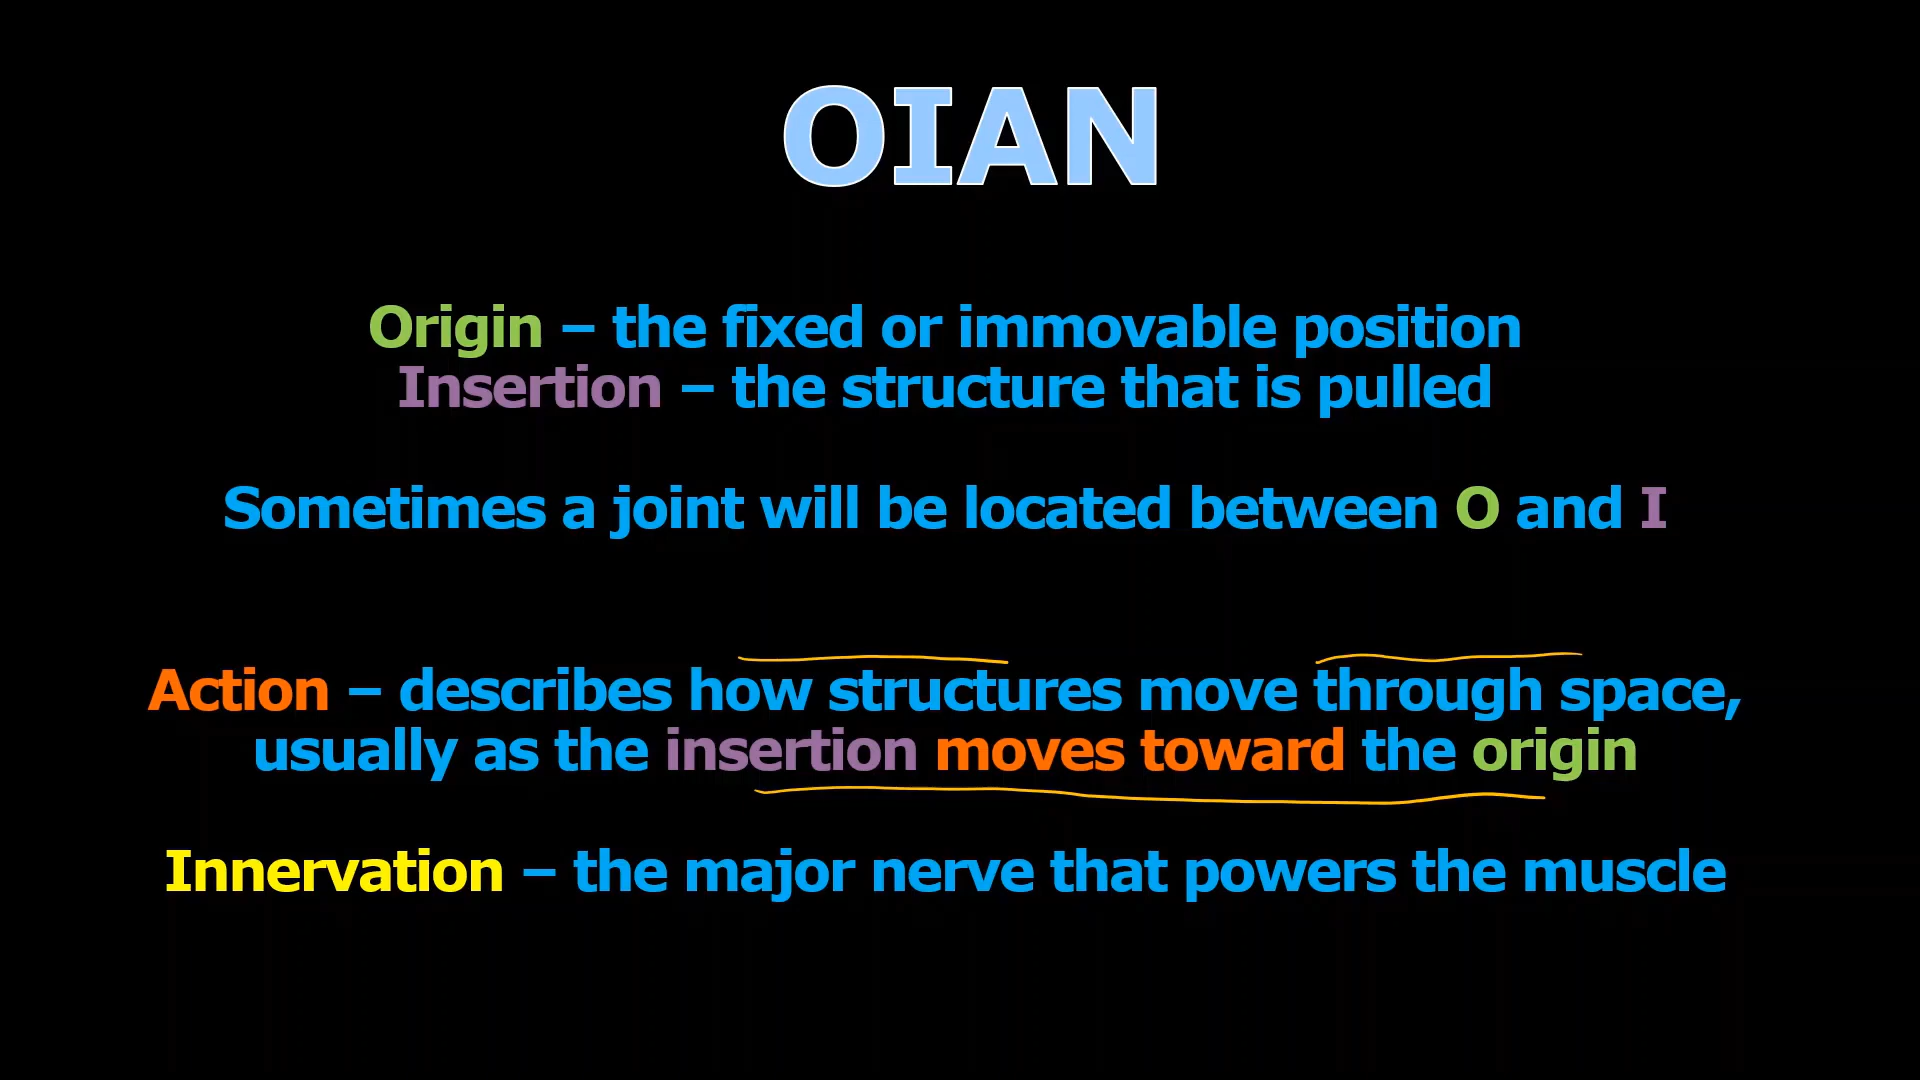 OIAN
Origin – the fixed or immovable position
Insertion – the structure that is pulled
Sometimes a joint will be located between O and I
Action – describes how structures move through space,
usually as the insertion moves toward the origin
Innervation – the major nerve that powers the muscle